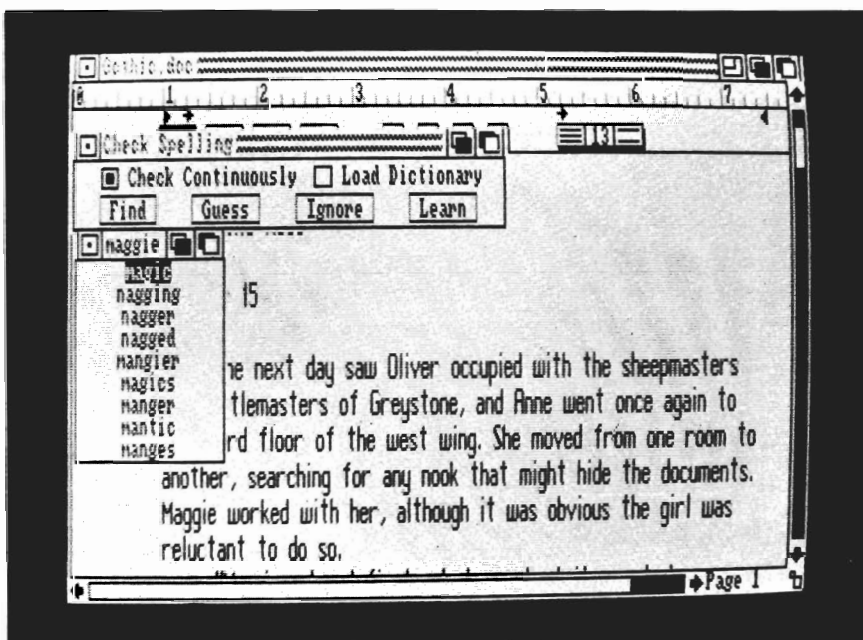 Gothic.doc
0 1 2 3 4 5 6 7
Check Spelling
13
Check Continuously Load Dictionary
Find Guess Ignore Learn
maggie
magic
nagging
nagger
nagged
mangier
magics
manger
mantic
manges
15
ne next day saw Oliver occupied with the sheepmasters
tlemasters of Greystone, and Anne went once again to
rd floor of the west wing. She moved from one room to
another, searching for any nook that might hide the documents.
Maggie worked with her, although it was obvious the girl was
reluctant to do so.
Page 1